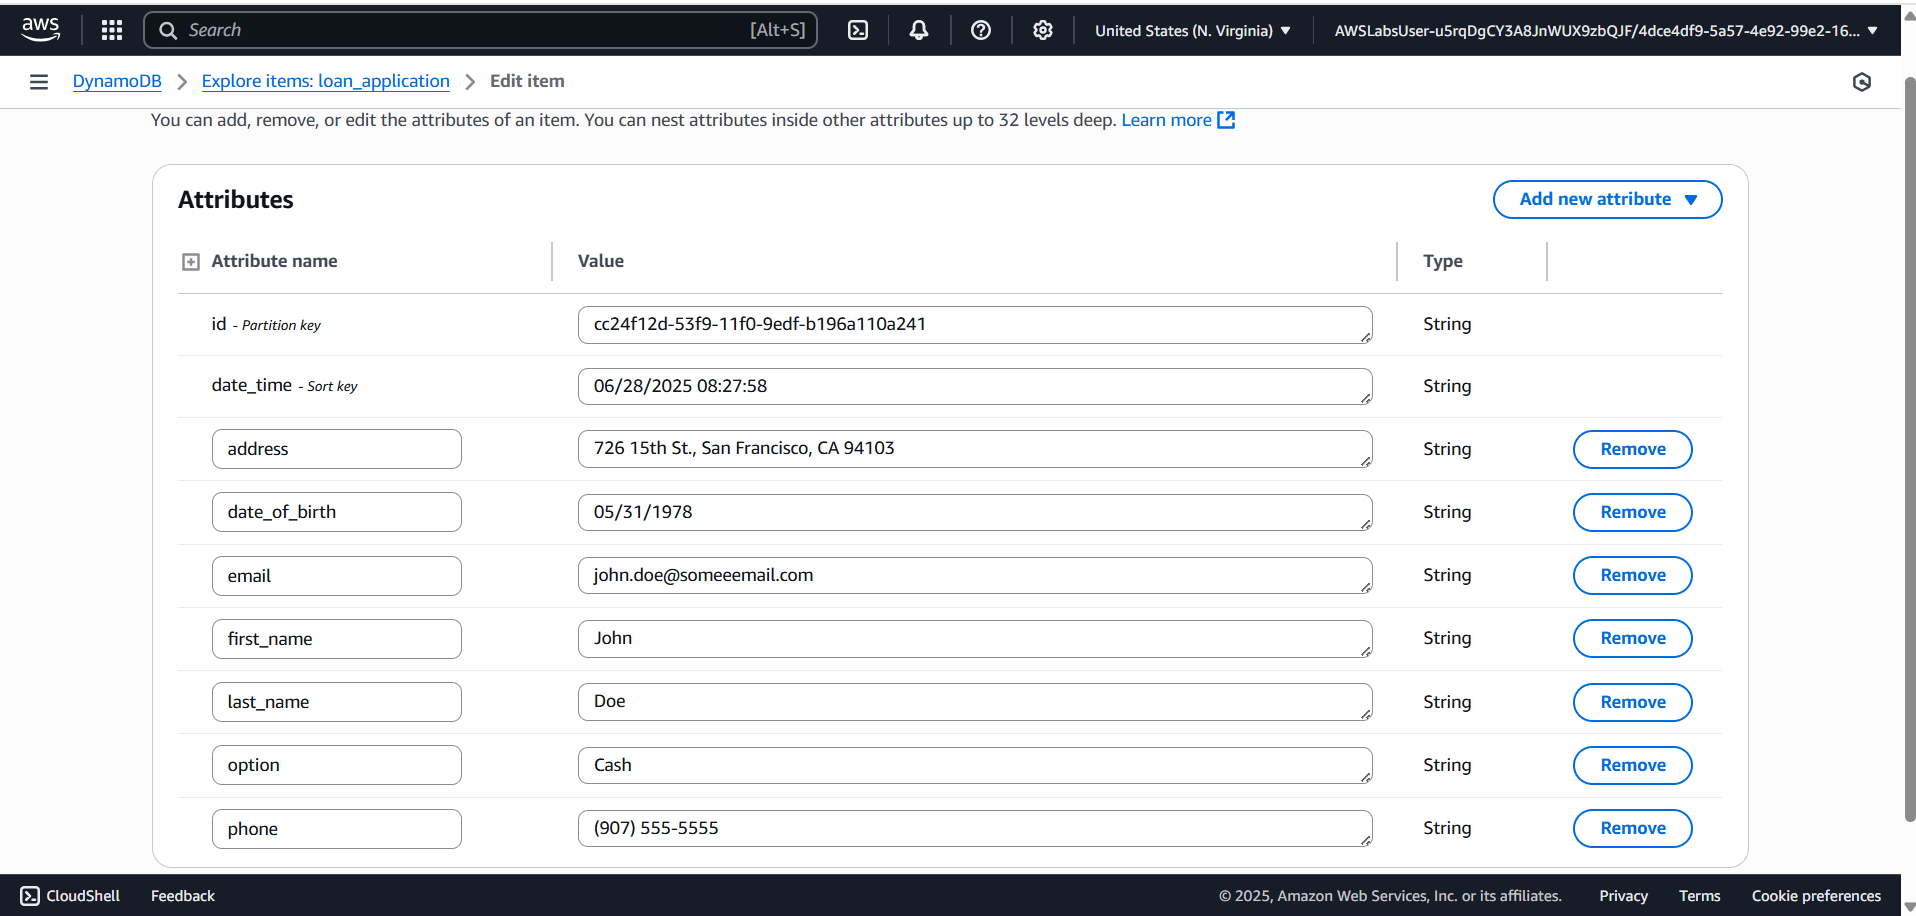 aws
Search [Alt+S]
United States (N. Virginia)
AWSLabsUser-u5rqDgCY3A8JnWUX9zbQJF/4dce4df9-5a57-4e92-99e2-16...
DynamoDB
Explore items: loan_application
Edit item
You can add, remove, or edit the attributes of an item. You can nest attributes inside other attributes up to 32 levels deep. Learn more
Attributes
Add new attribute
Attribute name Value Type
id - Partition key cc24f12d-53f9-11f0-9edf-b196a110a241 String
date_time - Sort key 06/28/2025 08:27:58 String
address 726 15th St., San Francisco, CA 94103 String Remove
date_of_birth 05/31/1978 String Remove
email john.doe@someeemail.com String Remove
first_name John String Remove
last_name Doe String Remove
option Cash String Remove
phone (907) 555-5555 String Remove
CloudShell Feedback © 2025, Amazon Web Services, Inc. or its affiliates. Privacy Terms Cookie preferences